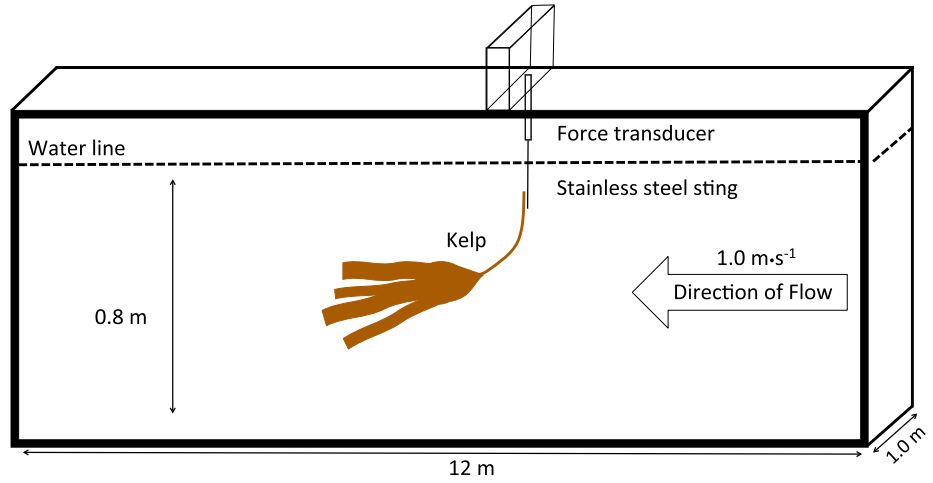 Force transducer
Water line
Stainless steel sting
Kelp
1.0 m•s-1
Direction of Flow
0.8 m
1.0 m
12 m